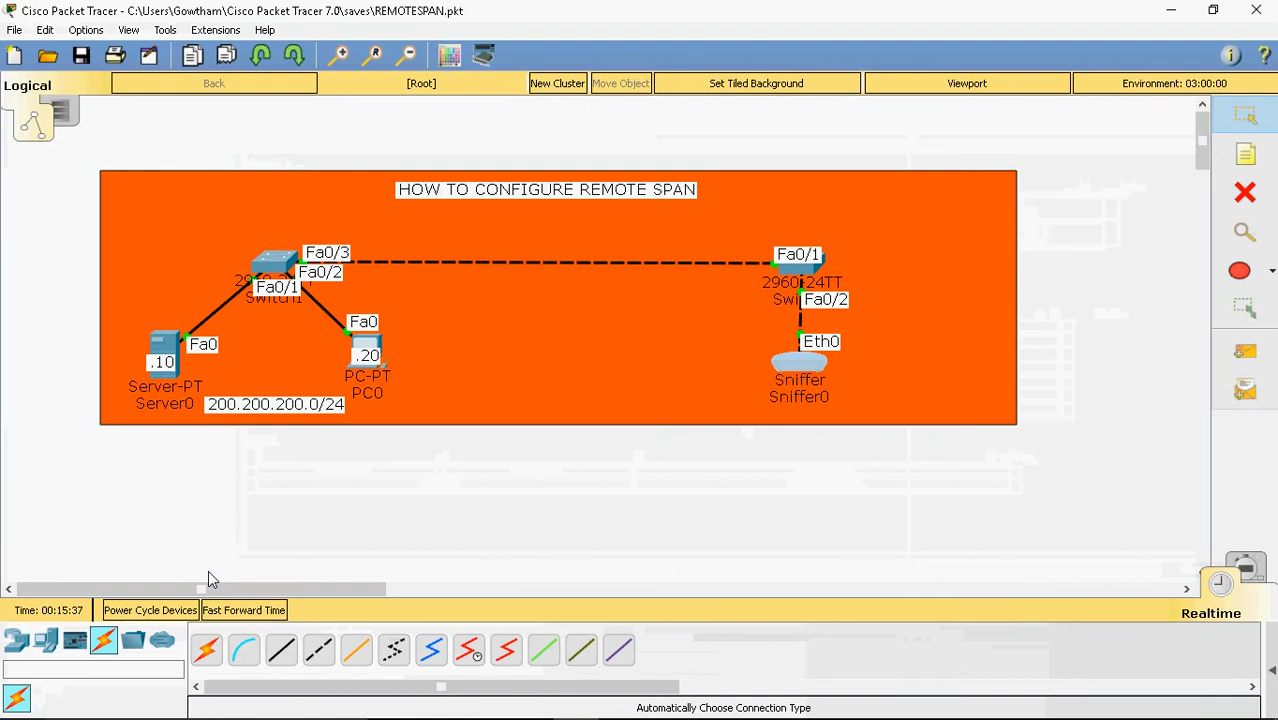 Cisco Packet Tracer - C:\Users\Gowtham\Cisco Packet Tracer 7.0\saves\REMOTESPAN.pkt
File Edit Options View Tools Extensions Help
Logical Back [Root] New Cluster Move Object Set Tiled Background Viewport Environment: 03:00:00
HOW TO CONFIGURE REMOTE SPAN
Fa0/3
Fa0/1
Fa0/2
2960-24TT
Fa0/1
Switch1
Fa0/2
Fa0
Fa0
Eth0
.10
.20
PC-PT
PC0
Server-PT
Server0
200.200.200.0/24
Sniffer
Sniffer0
Time: 00:15:37 Power Cycle Devices Fast Forward Time
Realtime
Automatically Choose Connection Type